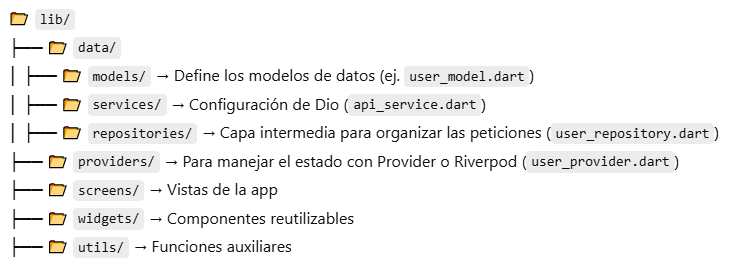 📂 lib/
├── 📂 data/
│ ├── 📂 models/ → Define los modelos de datos (ej. user_model.dart)
│ ├── 📂 services/ → Configuración de Dio (api_service.dart)
│ ├── 📂 repositories/ → Capa intermedia para organizar las peticiones (user_repository.dart)
├── 📂 providers/ → Para manejar el estado con Provider o Riverpod (user_provider.dart)
├── 📂 screens/ → Vistas de la app
├── 📂 widgets/ → Componentes reutilizables
├── 📂 utils/ → Funciones auxiliares